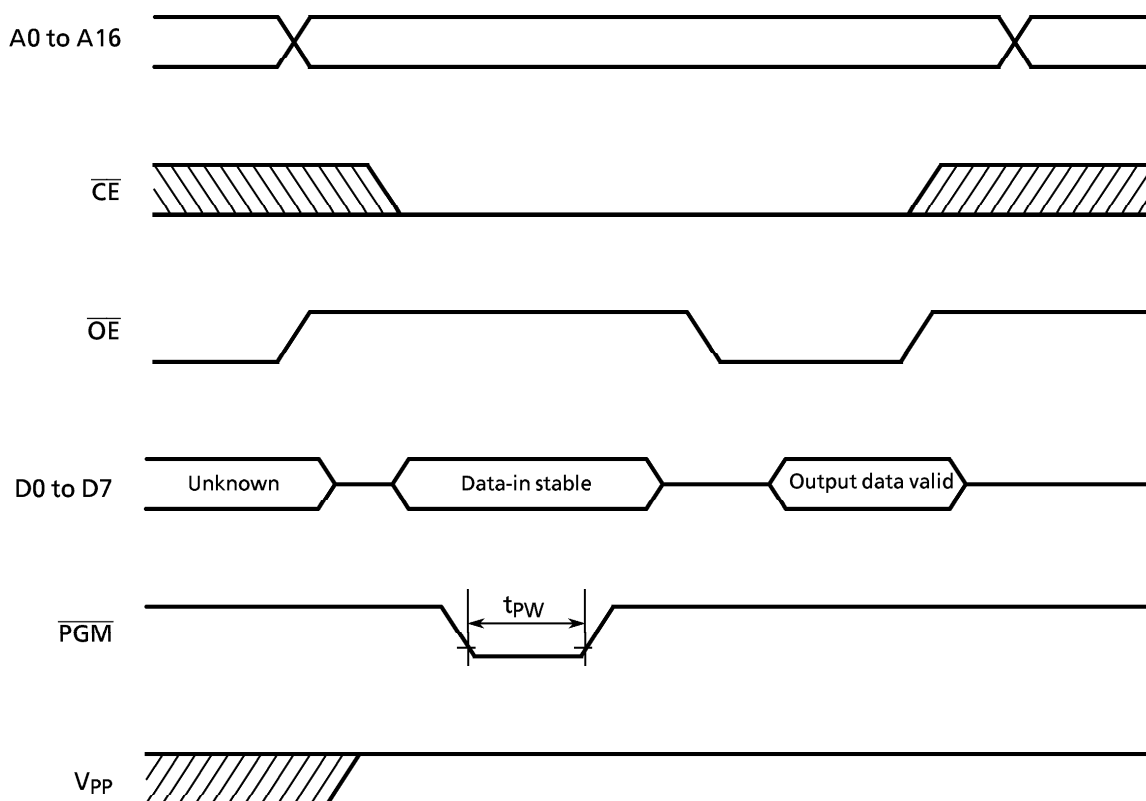 A0 to A16
CE
OE
D0 to D7 Unknown Data-in stable Output data valid
PGM tPW
VPP